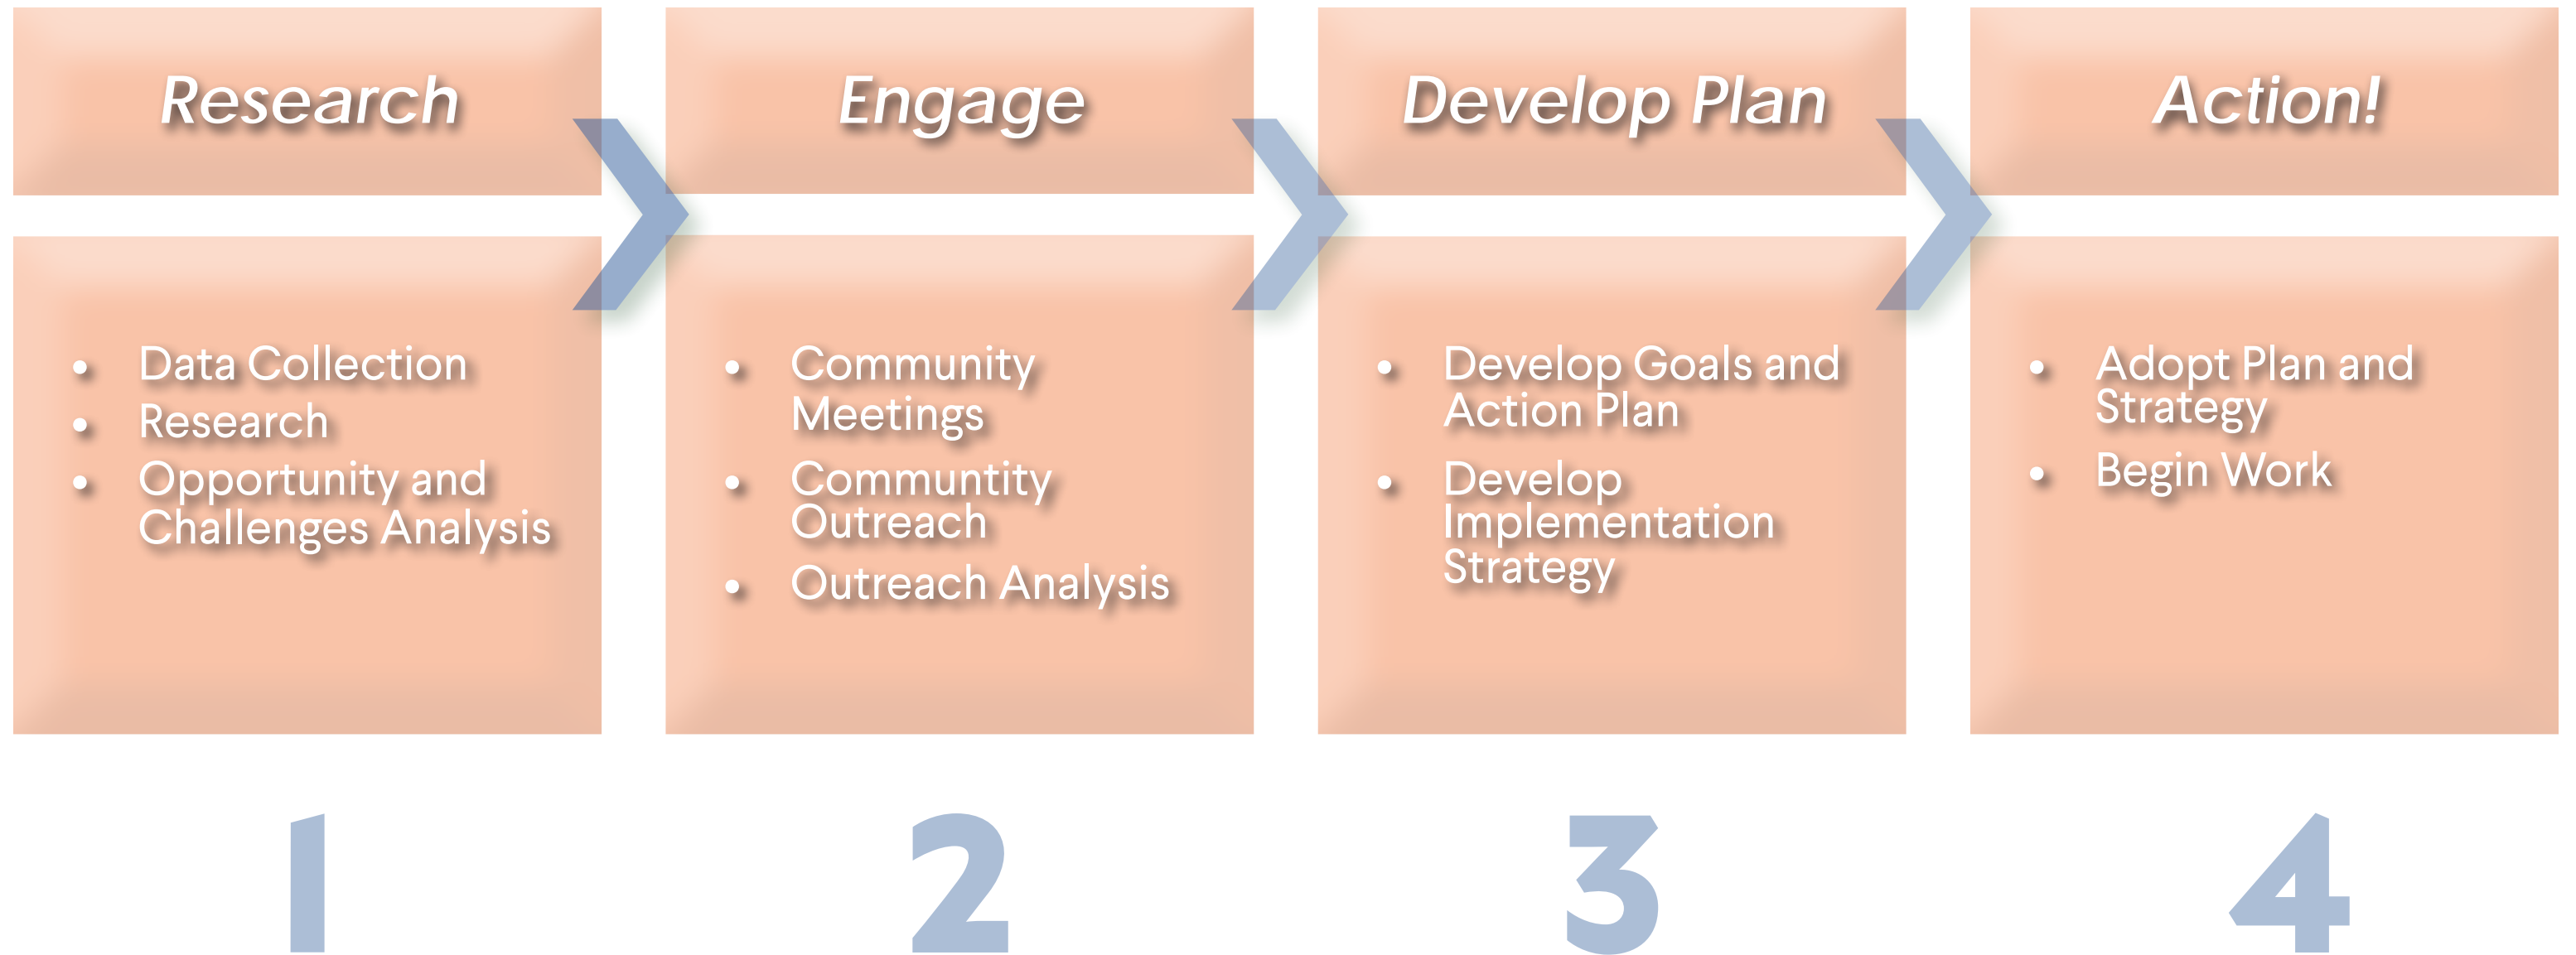 Research
• Data Collection
• Research
• Opportunity and
Challenges Analysis
1
Engage
• Community
Meetings
• Communtity
Outreach
• Outreach Analysis
2
Develop Plan
• Develop Goals and
Action Plan
• Develop
Implementation
Strategy
3
Action!
• Adopt Plan and
Strategy
• Begin Work
4